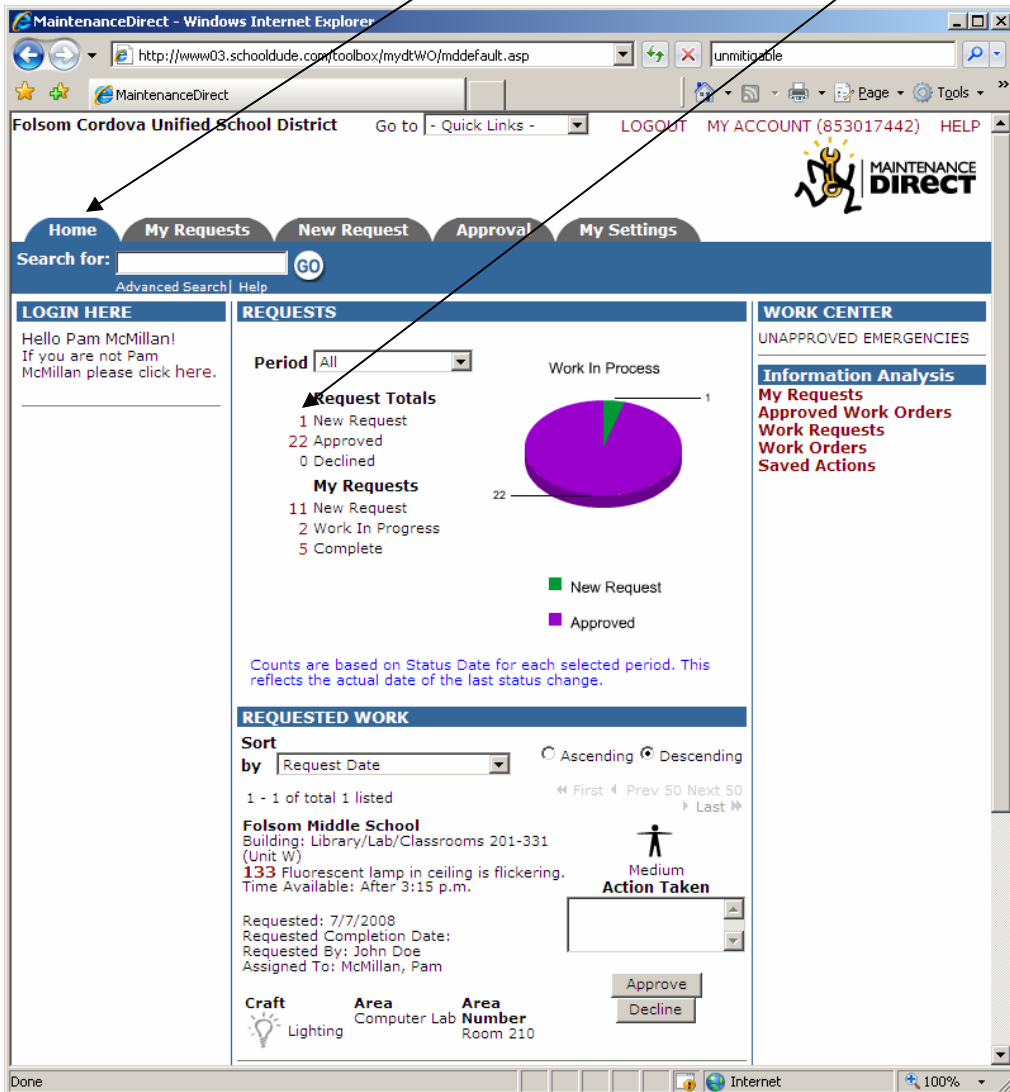 MaintenanceDirect - Windows Internet Explorer
http://www03.schooldude.com/toolbox/mydtWO/mddefault.asp
unmitigable
MaintenanceDirect
Page
Tools
»
Folsom Cordova Unified School District
Go to - Quick Links -
LOGOUT MY ACCOUNT (853017442) HELP
MAINTENANCE
DIRECT
Home My Requests New Request Approval My Settings
Search for: GO
Advanced Search| Help
LOGIN HERE
Hello Pam McMillan!
If you are not Pam
McMillan please click here.
REQUESTS
Period All
Request Totals
1 New Request
22 Approved
0 Declined
My Requests
11 New Request
2 Work In Progress
5 Complete
Work In Process
1
22
New Request
Approved
Counts are based on Status Date for each selected period. This
reflects the actual date of the last status change.
REQUESTED WORK
Sort
by Request Date
Ascending Descending
1 - 1 of total 1 listed
First Prev 50 Next 50
Last
Folsom Middle School
Building: Library/Lab/Classrooms 201-331
(Unit W)
133 Fluorescent lamp in ceiling is flickering.
Time Available: After 3:15 p.m.
Medium
Action Taken
Requested: 7/7/2008
Requested Completion Date:
Requested By: John Doe
Assigned To: McMillan, Pam
Approve
Decline
Craft Area Area
Lighting Computer Lab Number
Room 210
WORK CENTER
UNAPPROVED EMERGENCIES
Information Analysis
My Requests
Approved Work Orders
Work Requests
Work Orders
Saved Actions
Done
Internet
100%